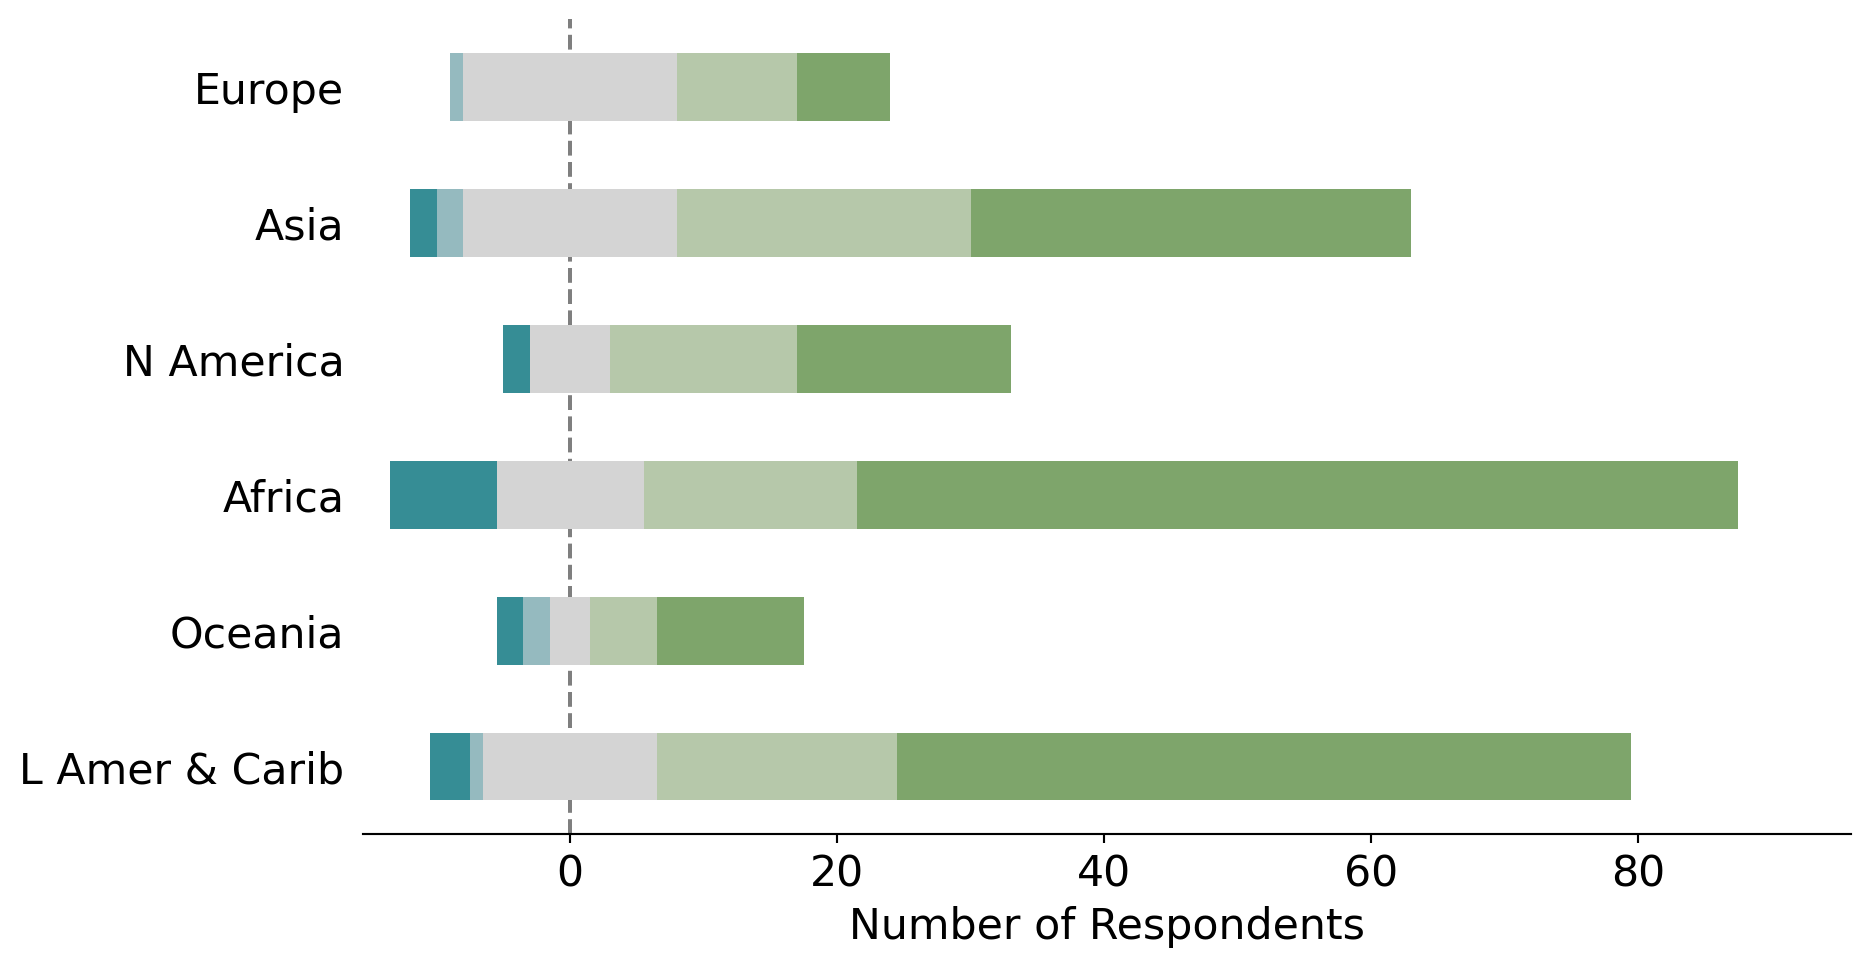 Europe
Asia
N America
Africa
Oceania
L Amer & Carib
0 20 40 60 80
Number of Respondents